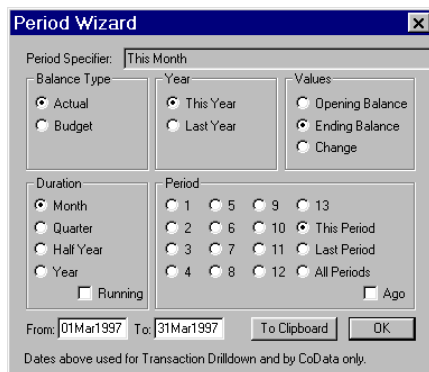 Period Wizard
Period Specifier: This Month
Balance Type
Actual
Budget
Year
This Year
Last Year
Values
Opening Balance
Ending Balance
Change
Duration
Month
Quarter
Half Year
Year
Running
Period
1 5 9 13
2 6 10 This Period
3 7 11 Last Period
4 8 12 All Periods
Ago
From: 01Mar1997 To: 31Mar1997 To Clipboard OK
Dates above used for Transaction Drilldown and by CoData only.